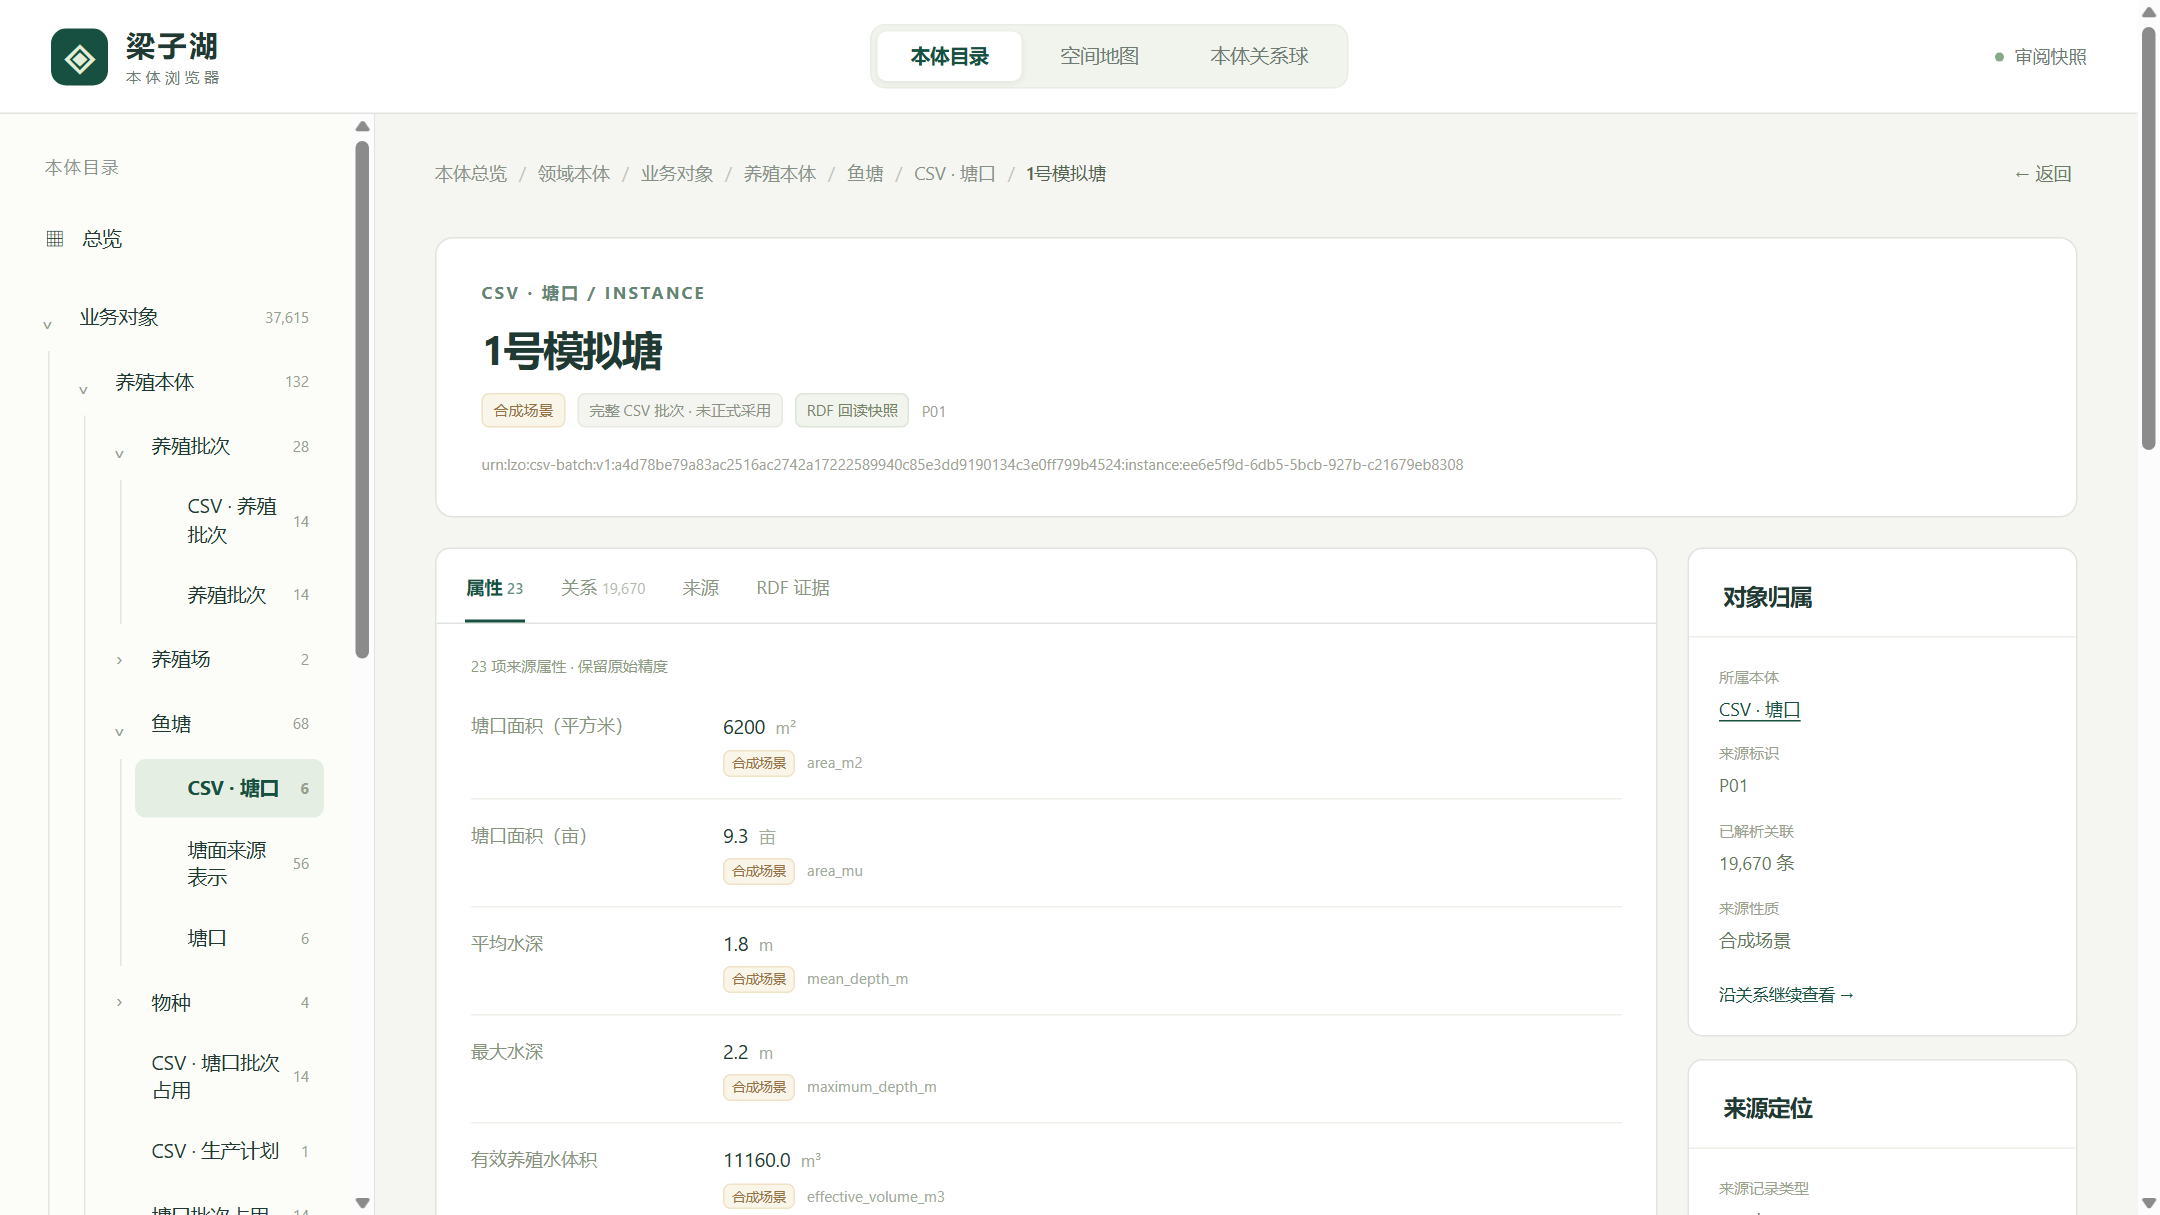 梁子湖
本体浏览器
本体目录
空间地图
本体关系球
审阅快照
本体目录
总览
业务对象 37,615
养殖本体 132
养殖批次 28
CSV · 养殖
批次 14
养殖批次 14
养殖场 2
鱼塘 68
CSV · 塘口 6
塘面来源
表示 56
塘口 6
物种 4
CSV · 塘口批次
占用 14
CSV · 生产计划 1
本体总览 / 领域本体 / 业务对象 / 养殖本体 / 鱼塘 / CSV · 塘口 / 1号模拟塘
← 返回
CSV · 塘口 / INSTANCE
1号模拟塘
合成场景 完整 CSV 批次 · 未正式采用 RDF 回读快照 P01
urn:lzo:csv-batch:v1:a4d78be79a83ac2516ac2742a17222589940c85e3dd9190134c3e0ff799b4524:instance:ee6e5f9d-6db5-5bcb-927b-c21679eb8308
属性 23 关系 19,670 来源 RDF 证据
23 项来源属性 · 保留原始精度
塘口面积（平方米） 6200 m²
合成场景 area_m2
塘口面积（亩） 9.3 亩
合成场景 area_mu
平均水深 1.8 m
合成场景 mean_depth_m
最大水深 2.2 m
合成场景 maximum_depth_m
有效养殖水体积 11160.0 m³
合成场景 effective_volume_m3
对象归属
所属本体
CSV · 塘口
来源标识
P01
已解析关联
19,670 条
来源性质
合成场景
沿关系继续查看 →
来源定位
来源记录类型